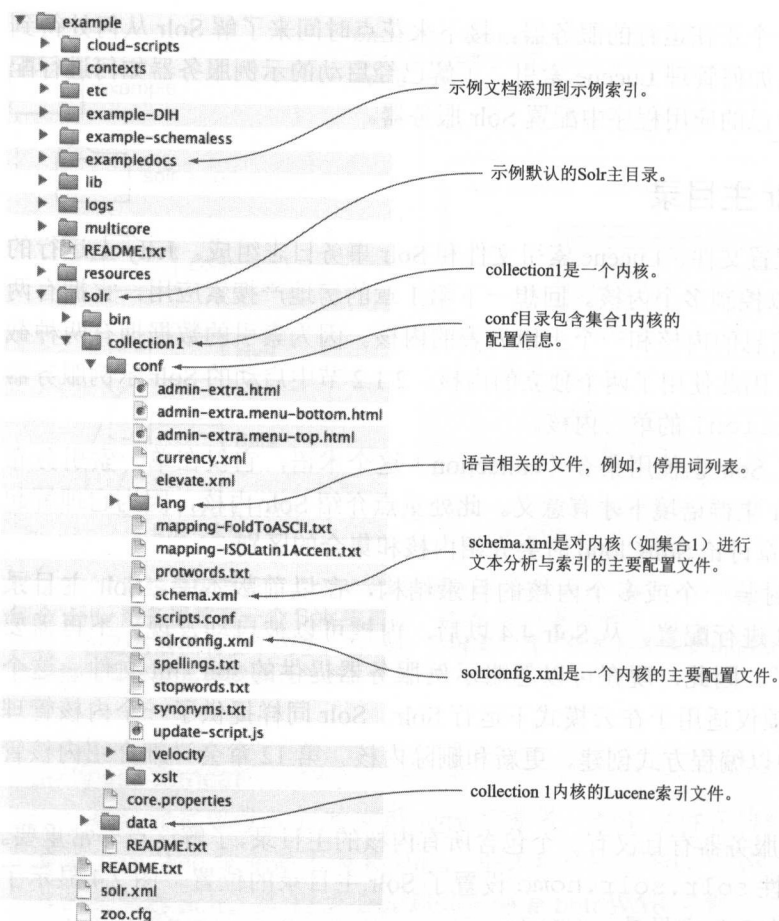 example
cloud-scripts
contexts
etc
示例文档添加到示例索引。
example-DIH
example-schemaless
exampledocs
示例默认的Solr主目录。
lib
logs
multicore
README.txt
collection1是一个内核。
resources
solr
bin
conf目录包含集合1内核的
配置信息。
collection1
conf
admin-extra.html
admin-extra.menu-bottom.html
admin-extra.menu-top.html
currency.xml
语言相关的文件，例如，停用词列表。
elevate.xml
lang
mapping-FoldToASCII.txt
schema.xml是对内核（如集合1）进行
文本分析与索引的主要配置文件。
mapping-ISOLatin1Accent.txt
protwords.txt
schema.xml
scripts.conf
solrconfig.xml
spellings.txt
solrconfig.xml是一个内核的主要配置文件。
stopwords.txt
synonyms.txt
update-script.js
velocity
xslt
collection 1内核的Lucene索引文件。
core.properties
data
README.txt
README.txt
solr.xml
zoo.cfg